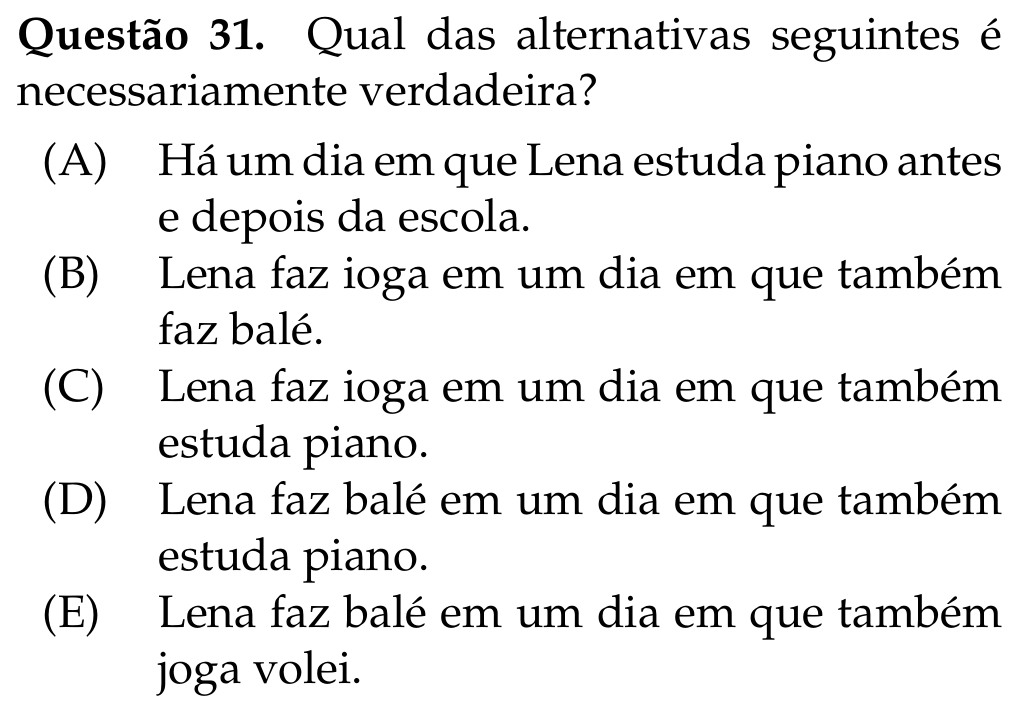 Questão 31. Qual das alternativas seguintes é
necessariamente verdadeira?
(A) Há um dia em que Lena estuda piano antes
e depois da escola.
(B) Lena faz ioga em um dia em que também
faz balé.
(C) Lena faz ioga em um dia em que também
estuda piano.
(D) Lena faz balé em um dia em que também
estuda piano.
(E) Lena faz balé em um dia em que também
joga volei.